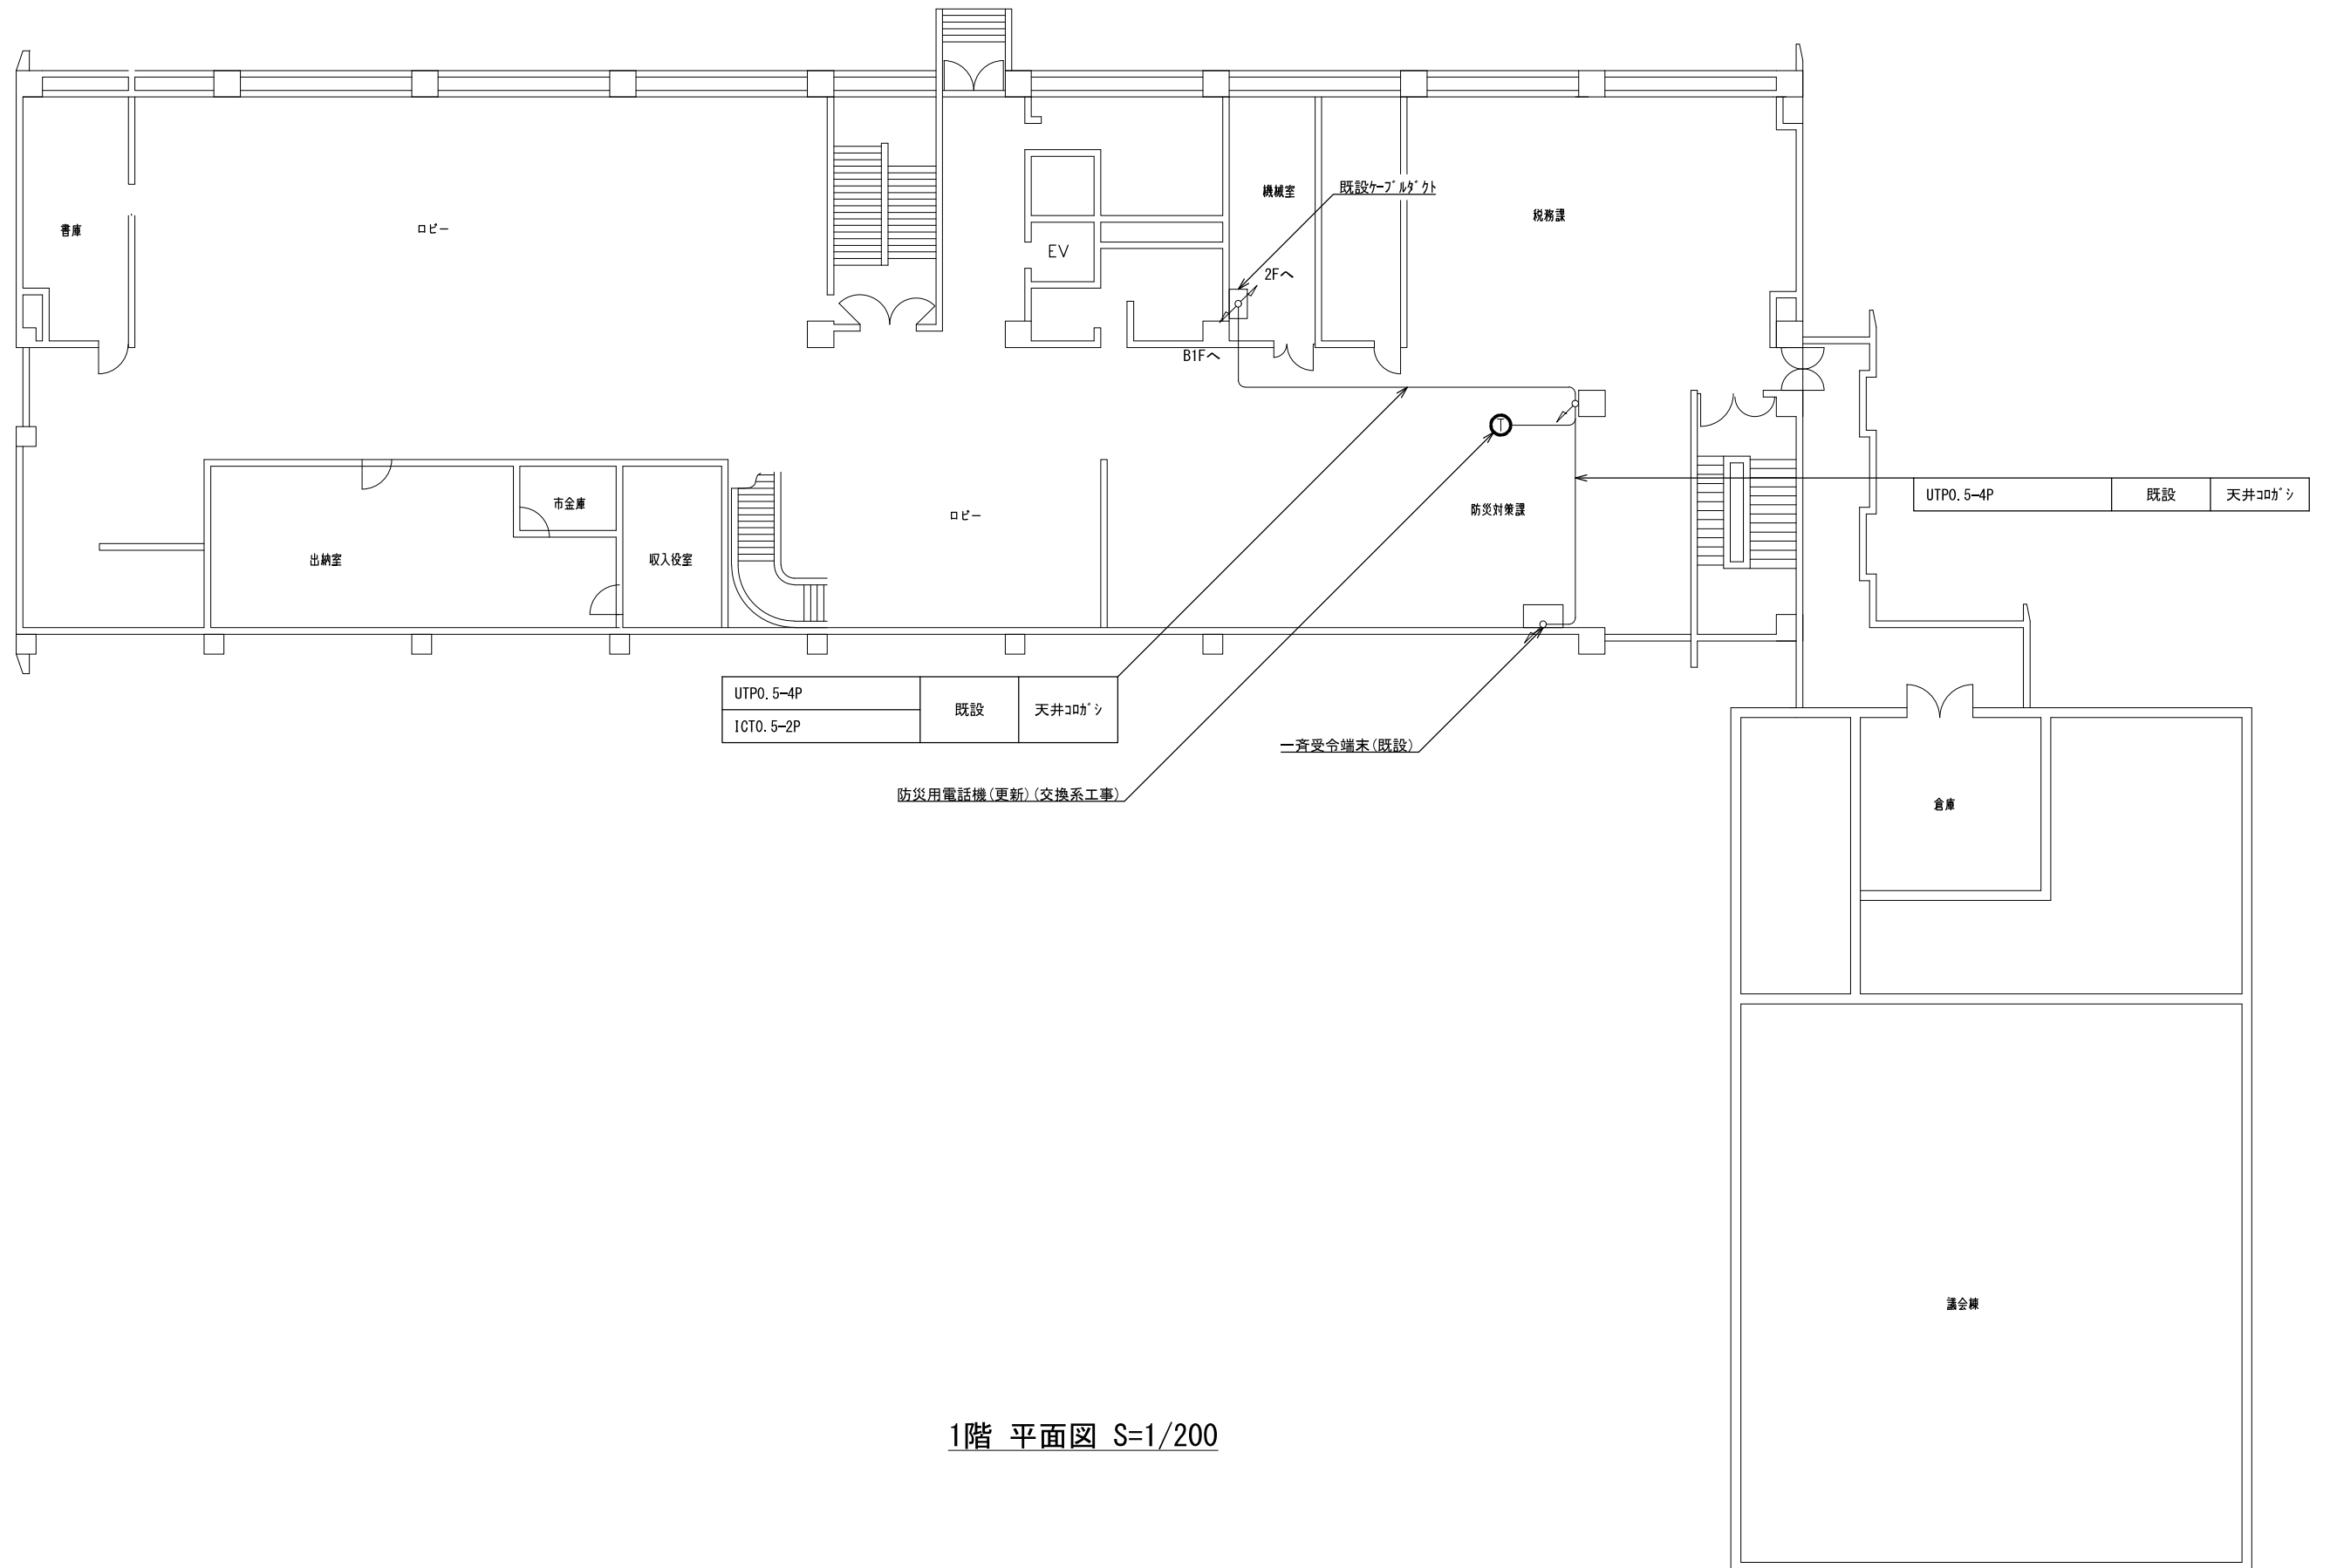 機械室
既設ｹｰﾌﾞﾙﾀﾞｸﾄ
税務課
書庫
ロビー
EV
2Fへ
B1Fへ
T
市金庫
UTP0.5-4P
既設
天井ｺﾛｶﾞｼ
防災対策課
ロビー
出納室
収入役室
UTP0.5-4P
ICT0.5-2P
既設
天井ｺﾛｶﾞｼ
一斉受令端末(既設)
防災用電話機(更新)(交換系工事)
倉庫
議会棟
1階 平面図 S=1/200